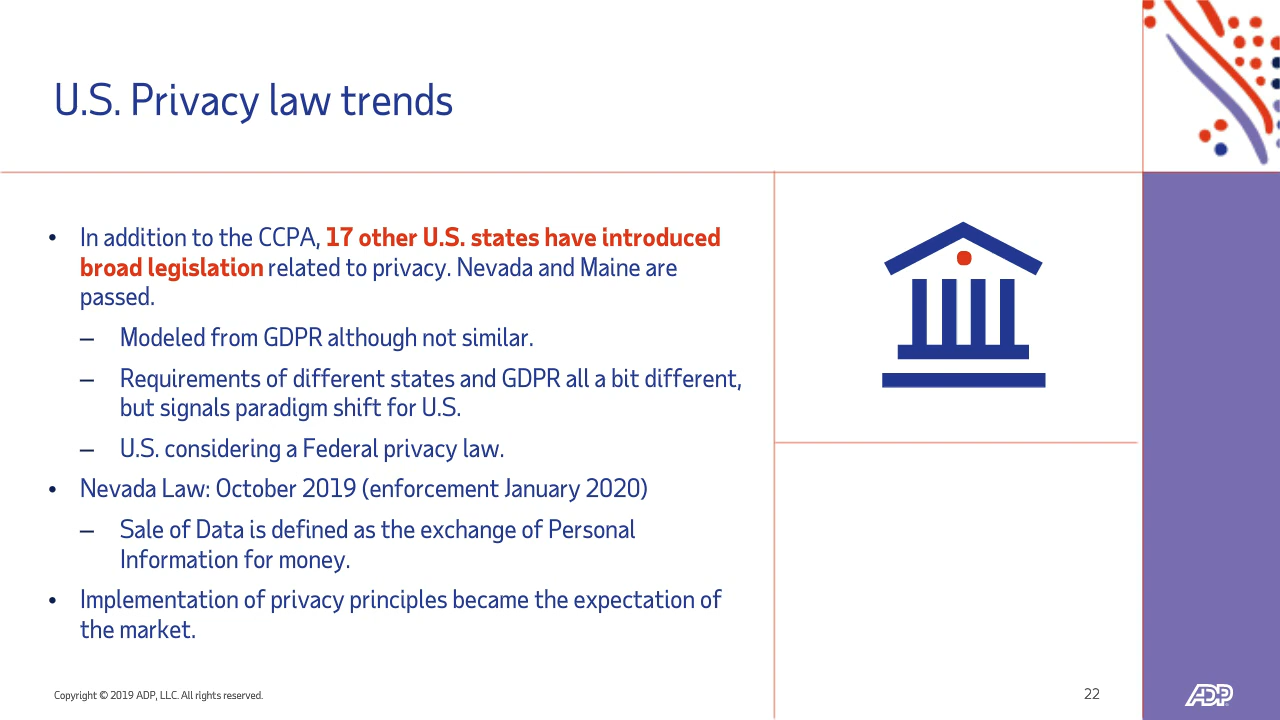 U.S. Privacy law trends
• In addition to the CCPA, 17 other U.S. states have introduced
broad legislation related to privacy. Nevada and Maine are
passed.
– Modeled from GDPR although not similar.
– Requirements of different states and GDPR all a bit different,
but signals paradigm shift for U.S.
– U.S. considering a Federal privacy law.
• Nevada Law: October 2019 (enforcement January 2020)
– Sale of Data is defined as the exchange of Personal
Information for money.
• Implementation of privacy principles became the expectation of
the market.
Copyright © 2019 ADP, LLC. All rights reserved.
22
ADP